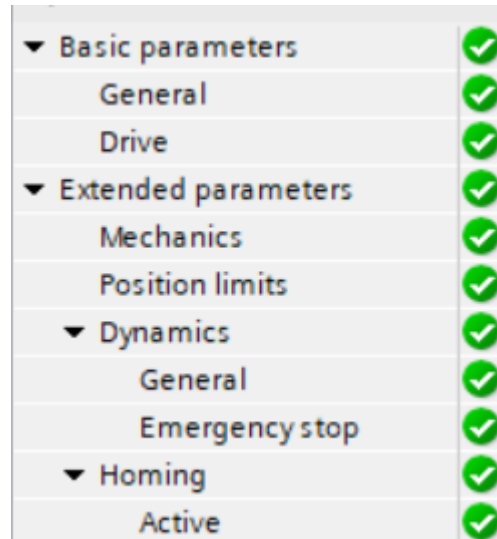 Basic parameters
General
Drive
Extended parameters
Mechanics
Position limits
Dynamics
General
Emergency stop
Homing
Active